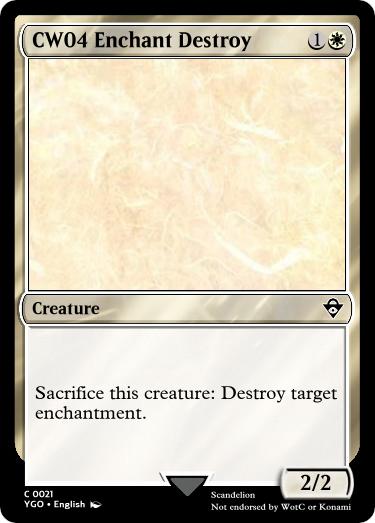 CW04 Enchant Destroy 1
Creature
Sacrifice this creature: Destroy target
enchantment.
2/2
C 0021
YGO • English
Scandelion
Not endorsed by WotC or Konami